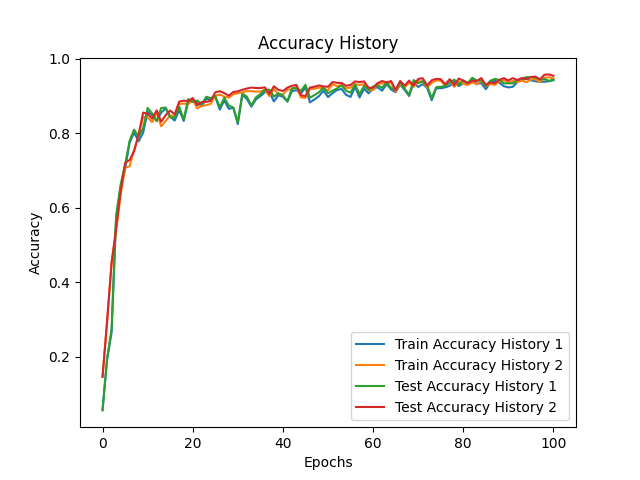 Accuracy History
1.0
0.8
0.6
0.4
0.2
Accuracy
0
20
40
60
80
100
Epochs
Train Accuracy History 1
Train Accuracy History 2
Test Accuracy History 1
Test Accuracy History 2